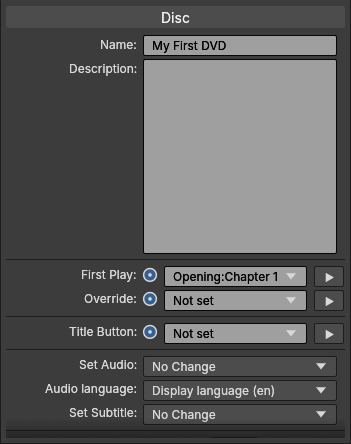 Disc
Name: My First DVD
Description:
First Play: Opening:Chapter 1
Override: Not set
Title Button: Not set
Set Audio: No Change
Audio language: Display language (en)
Set Subtitle: No Change